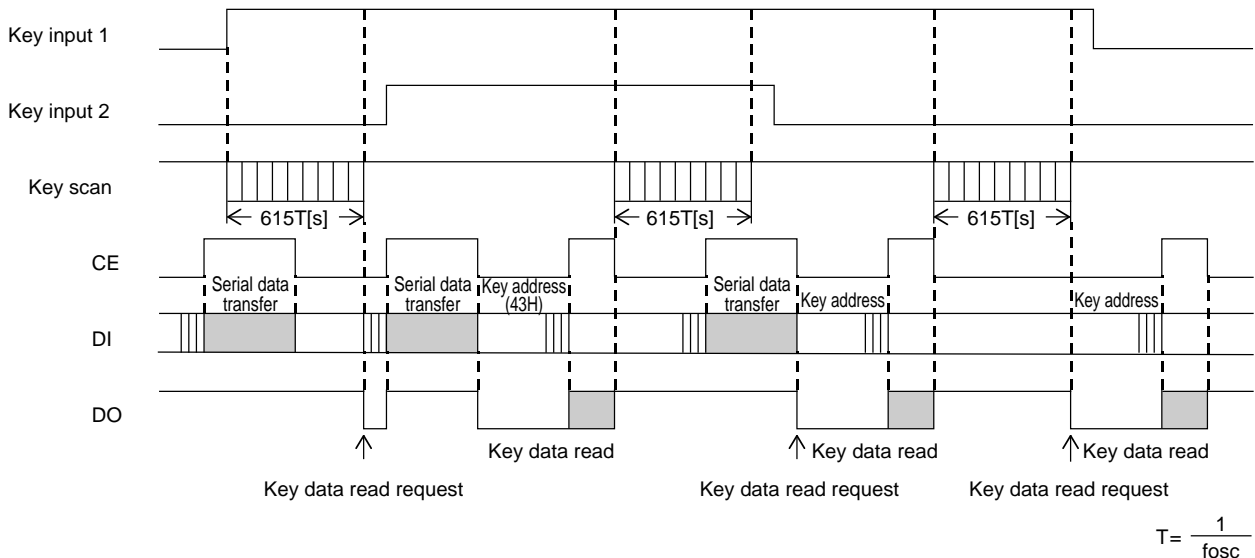 Key input 1
Key input 2
Key scan
615T[s]
615T[s]
615T[s]
CE
Serial data
transfer
Serial data
transfer
Key address
(43H)
Serial data
transfer
Key address
Key address
DI
DO
Key data read
Key data read
Key data read
Key data read request
Key data read request
Key data read request
T= 1
fosc